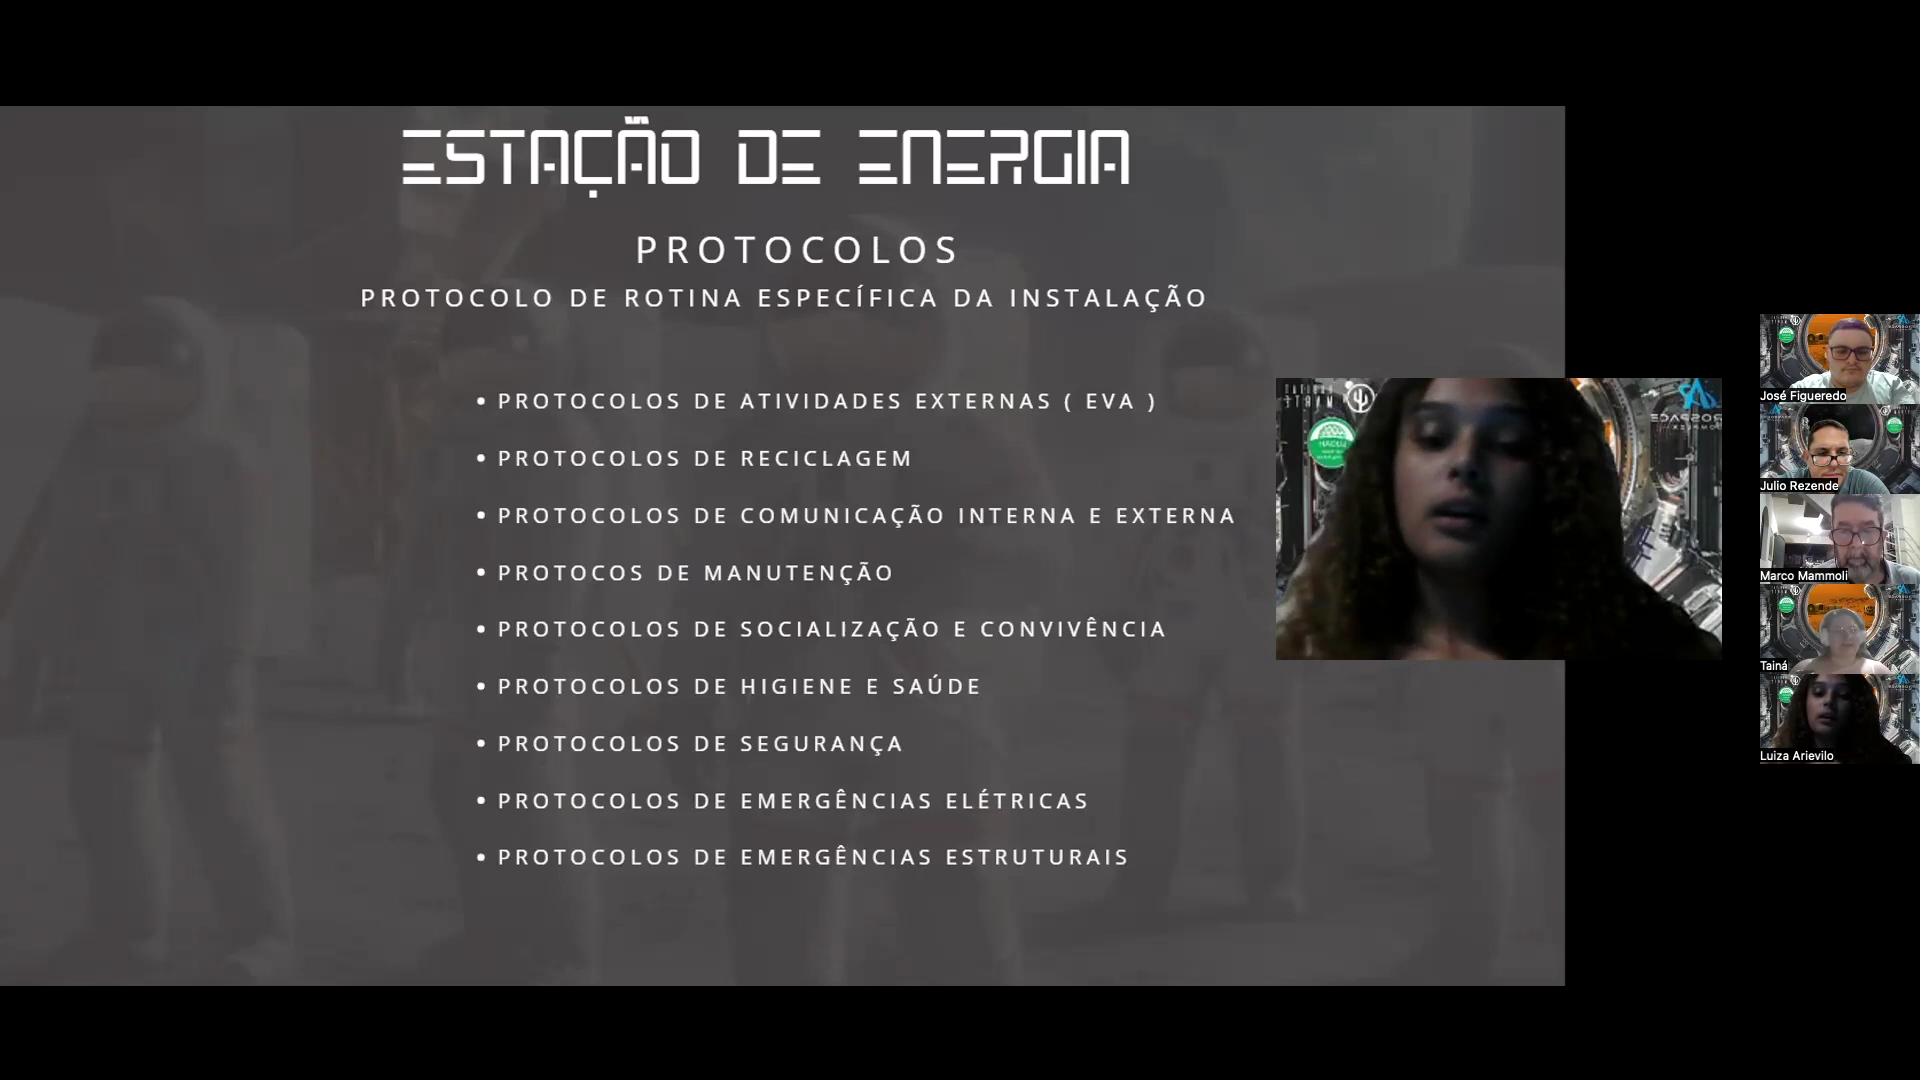 ESTAÇÃO DE ENERGIA
PROTOCOLOS
PROTOCOLO DE ROTINA ESPECÍFICA DA INSTALAÇÃO
• PROTOCOLOS DE ATIVIDADES EXTERNAS ( EVA )
• PROTOCOLOS DE RECICLAGEM
• PROTOCOLOS DE COMUNICAÇÃO INTERNA E EXTERNA
• PROTOCOS DE MANUTENÇÃO
• PROTOCOLOS DE SOCIALIZAÇÃO E CONVIVÊNCIA
• PROTOCOLOS DE HIGIENE E SAÚDE
• PROTOCOLOS DE SEGURANÇA
• PROTOCOLOS DE EMERGÊNCIAS ELÉTRICAS
• PROTOCOLOS DE EMERGÊNCIAS ESTRUTURAIS
José Figueredo
Julio Rezende
Marco Mammoli
Tainá
Luiza Arievilo